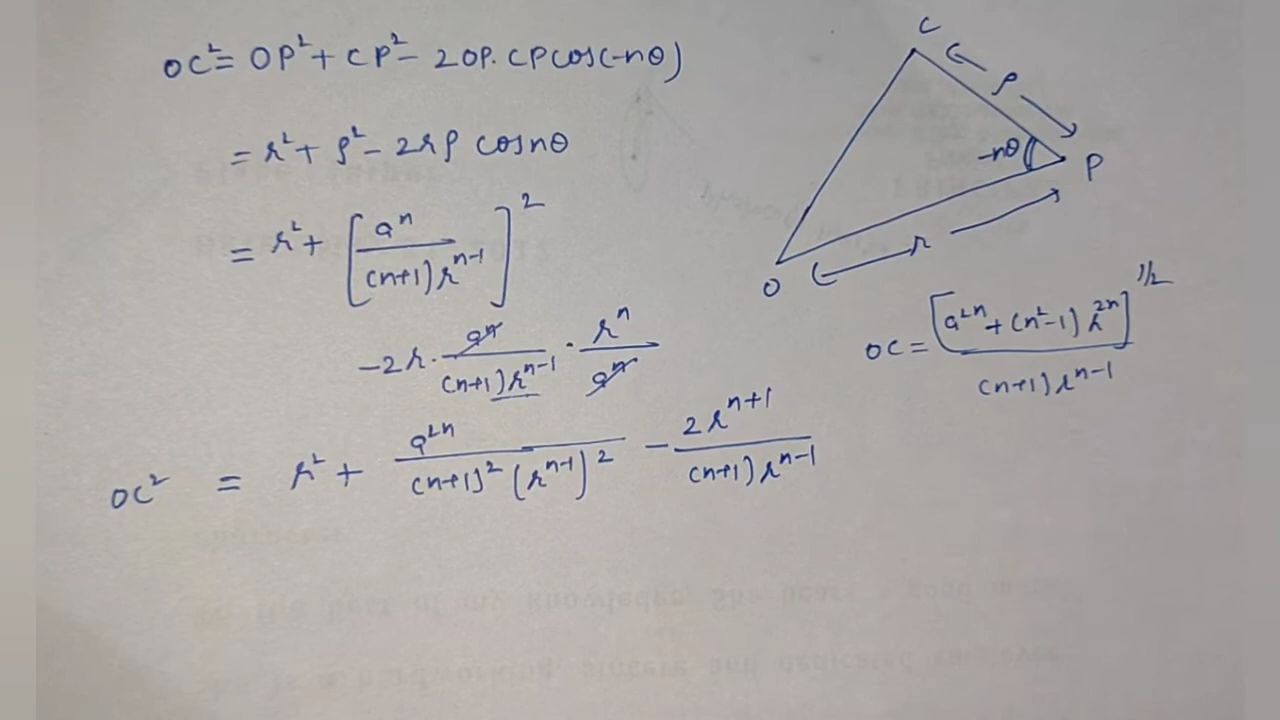 OC² = OP² + CP² - 2OP.CP cos(-nθ)
= r² + ρ² - 2rρ cosnθ
= r² + [aⁿ / (n+1)rⁿ⁻¹]²
-2r. aⁿ / (n+1)rⁿ⁻¹ . rⁿ / aⁿ
OC² = r² + a²ⁿ / (n+1)² (rⁿ⁻¹)² - 2rⁿ⁺¹ / (n+1)rⁿ⁻¹
C
ρ
-nθ
P
r
O
OC = [a²ⁿ + (n²-1) r²ⁿ]^1/2 / (n+1)rⁿ⁻¹